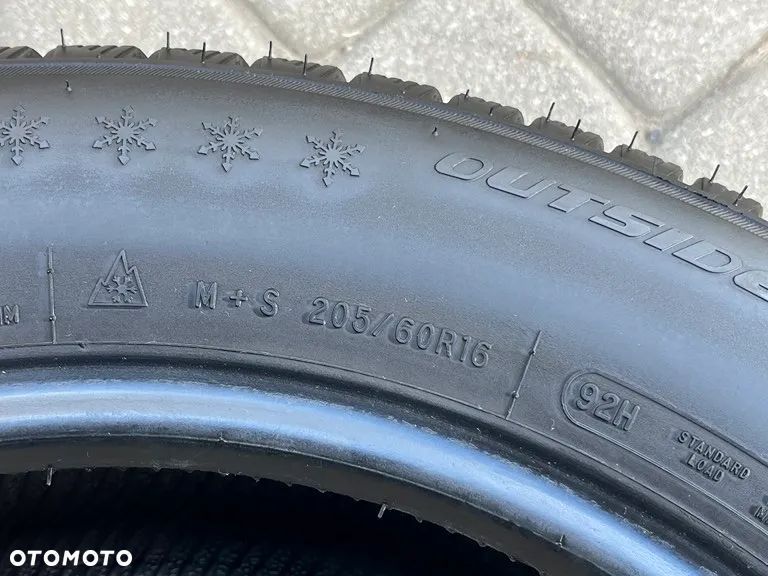 OUTSIDE
M+S 205/60R16
92H
STANDARD
LOAD
OTOMOTO